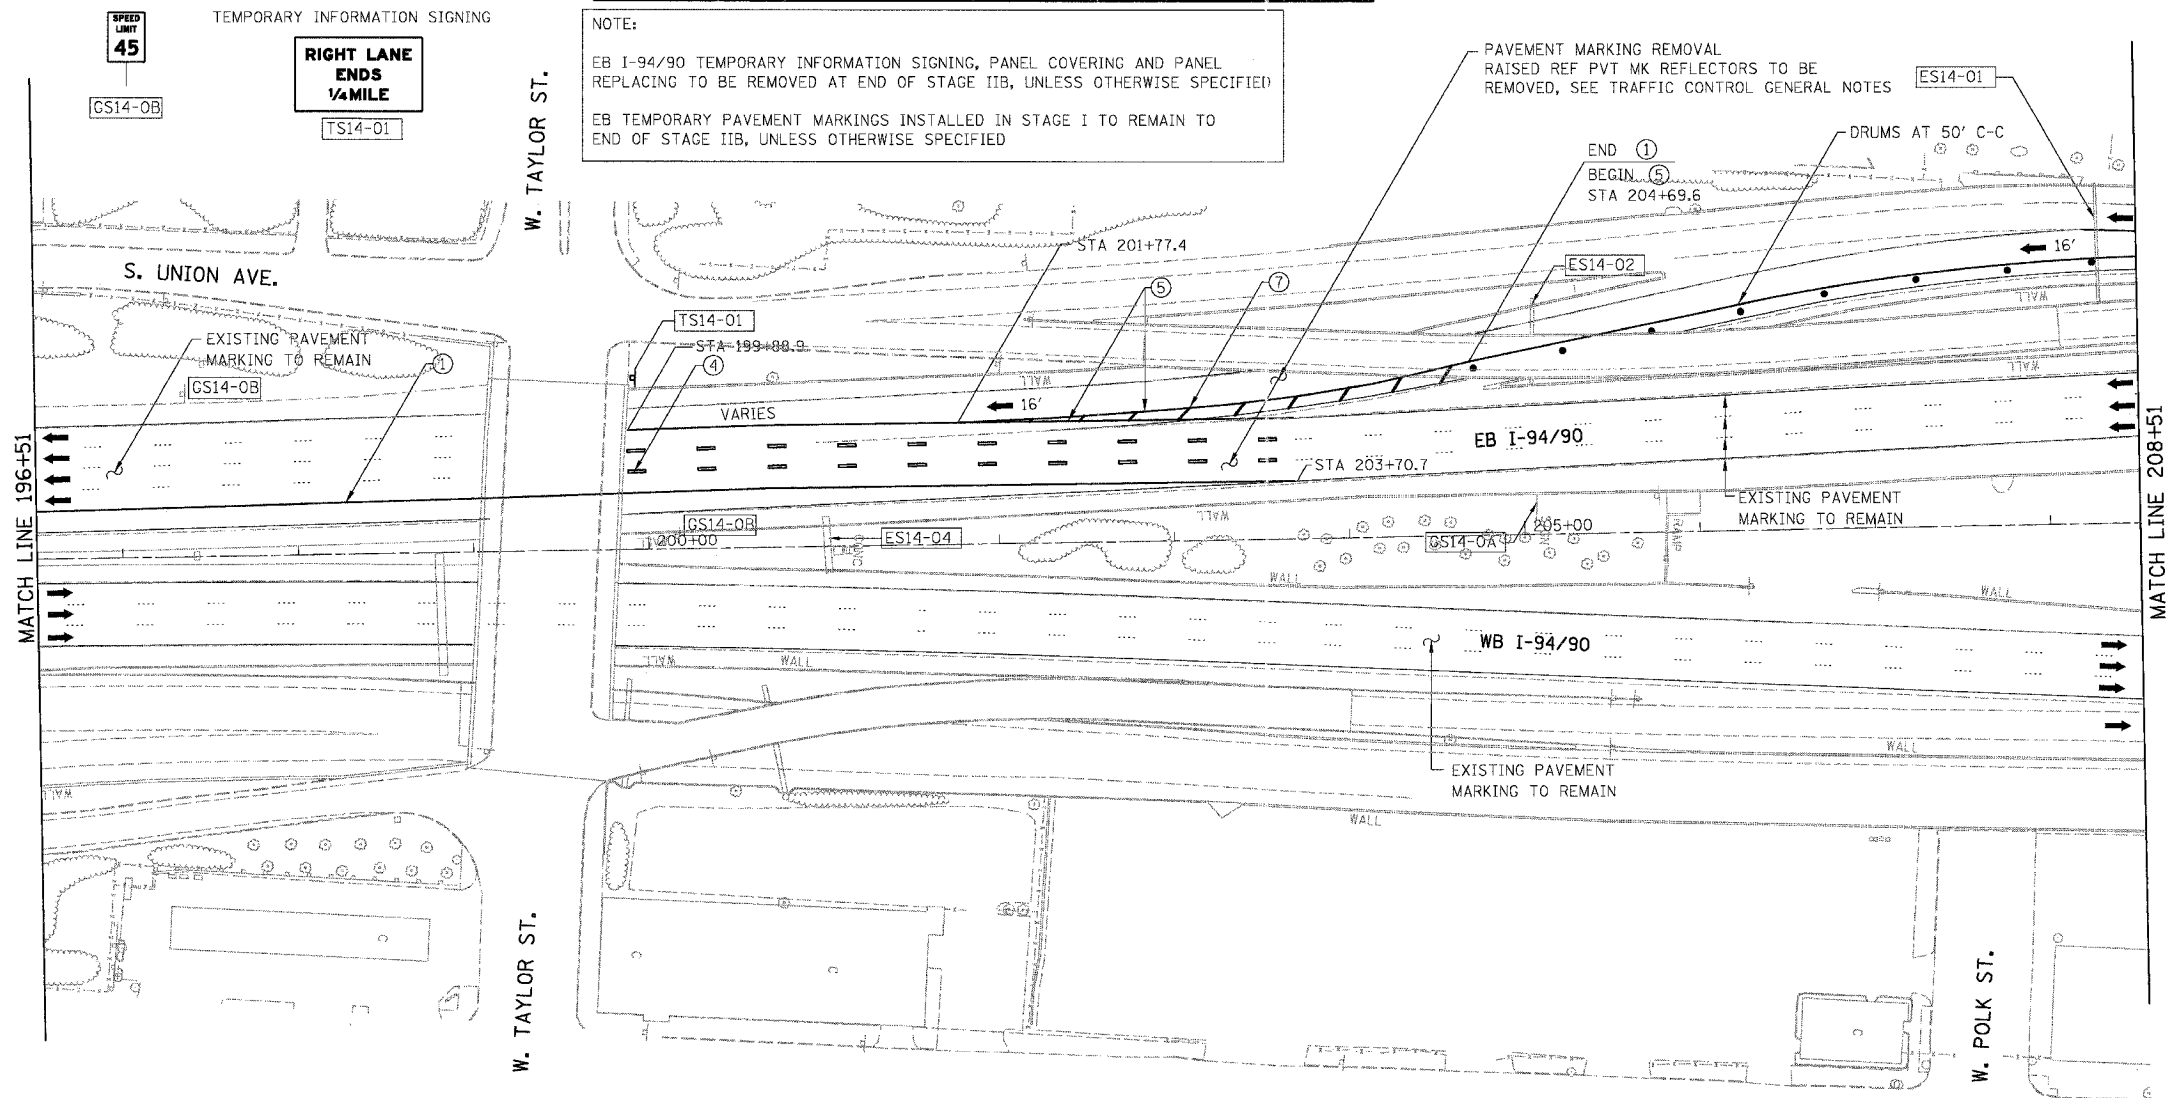 SPEED
LIMIT
45
GS14-0B
TEMPORARY INFORMATION SIGNING
RIGHT LANE
ENDS
1/4 MILE
TS14-01
W. TAYLOR ST.
NOTE:
EB I-94/90 TEMPORARY INFORMATION SIGNING, PANEL COVERING AND PANEL
REPLACING TO BE REMOVED AT END OF STAGE IIB, UNLESS OTHERWISE SPECIFIED
EB TEMPORARY PAVEMENT MARKINGS INSTALLED IN STAGE I TO REMAIN TO
END OF STAGE IIB, UNLESS OTHERWISE SPECIFIED
PAVEMENT MARKING REMOVAL
RAISED REF PVT MK REFLECTORS TO BE
REMOVED, SEE TRAFFIC CONTROL GENERAL NOTES
ES14-01
DRUMS AT 50' C-C
END 1
BEGIN 5
STA 204+69.6
STA 201+77.4
16'
S. UNION AVE.
ES14-02
5
7
WALL
TS14-01
STA 199+88.9
4
EXISTING PAVEMENT
MARKING TO REMAIN
1
GS14-0B
WALL
WALL
VARIES
16'
EB I-94/90
STA 203+70.7
MATCH LINE 196+51
MATCH LINE 208+51
EXISTING PAVEMENT
MARKING TO REMAIN
GS14-0B
WALL
200+00
ES14-04
GS14-0A
205+00
RAMP
WALL
WALL
WB I-94/90
WALL
WALL
WALL
EXISTING PAVEMENT
MARKING TO REMAIN
WALL
WALL
W. TAYLOR ST.
C
C
C
C
W. POLK ST.